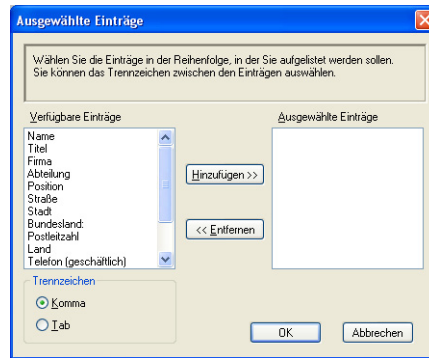 Ausgewählte Einträge
Wählen Sie die Einträge in der Reihenfolge, in der Sie aufgelistet werden sollen.
Sie können das Trennzeichen zwischen den Einträgen auswählen.
Verfügbare Einträge
Ausgewählte Einträge
Name
Titel
Firma
Abteilung
Position
Straße
Stadt
Bundesland:
Postleitzahl
Land
Telefon (geschäftlich)
Hinzufügen >>
<< Entfernen
Trennzeichen
Komma
Tab
OK
Abbrechen